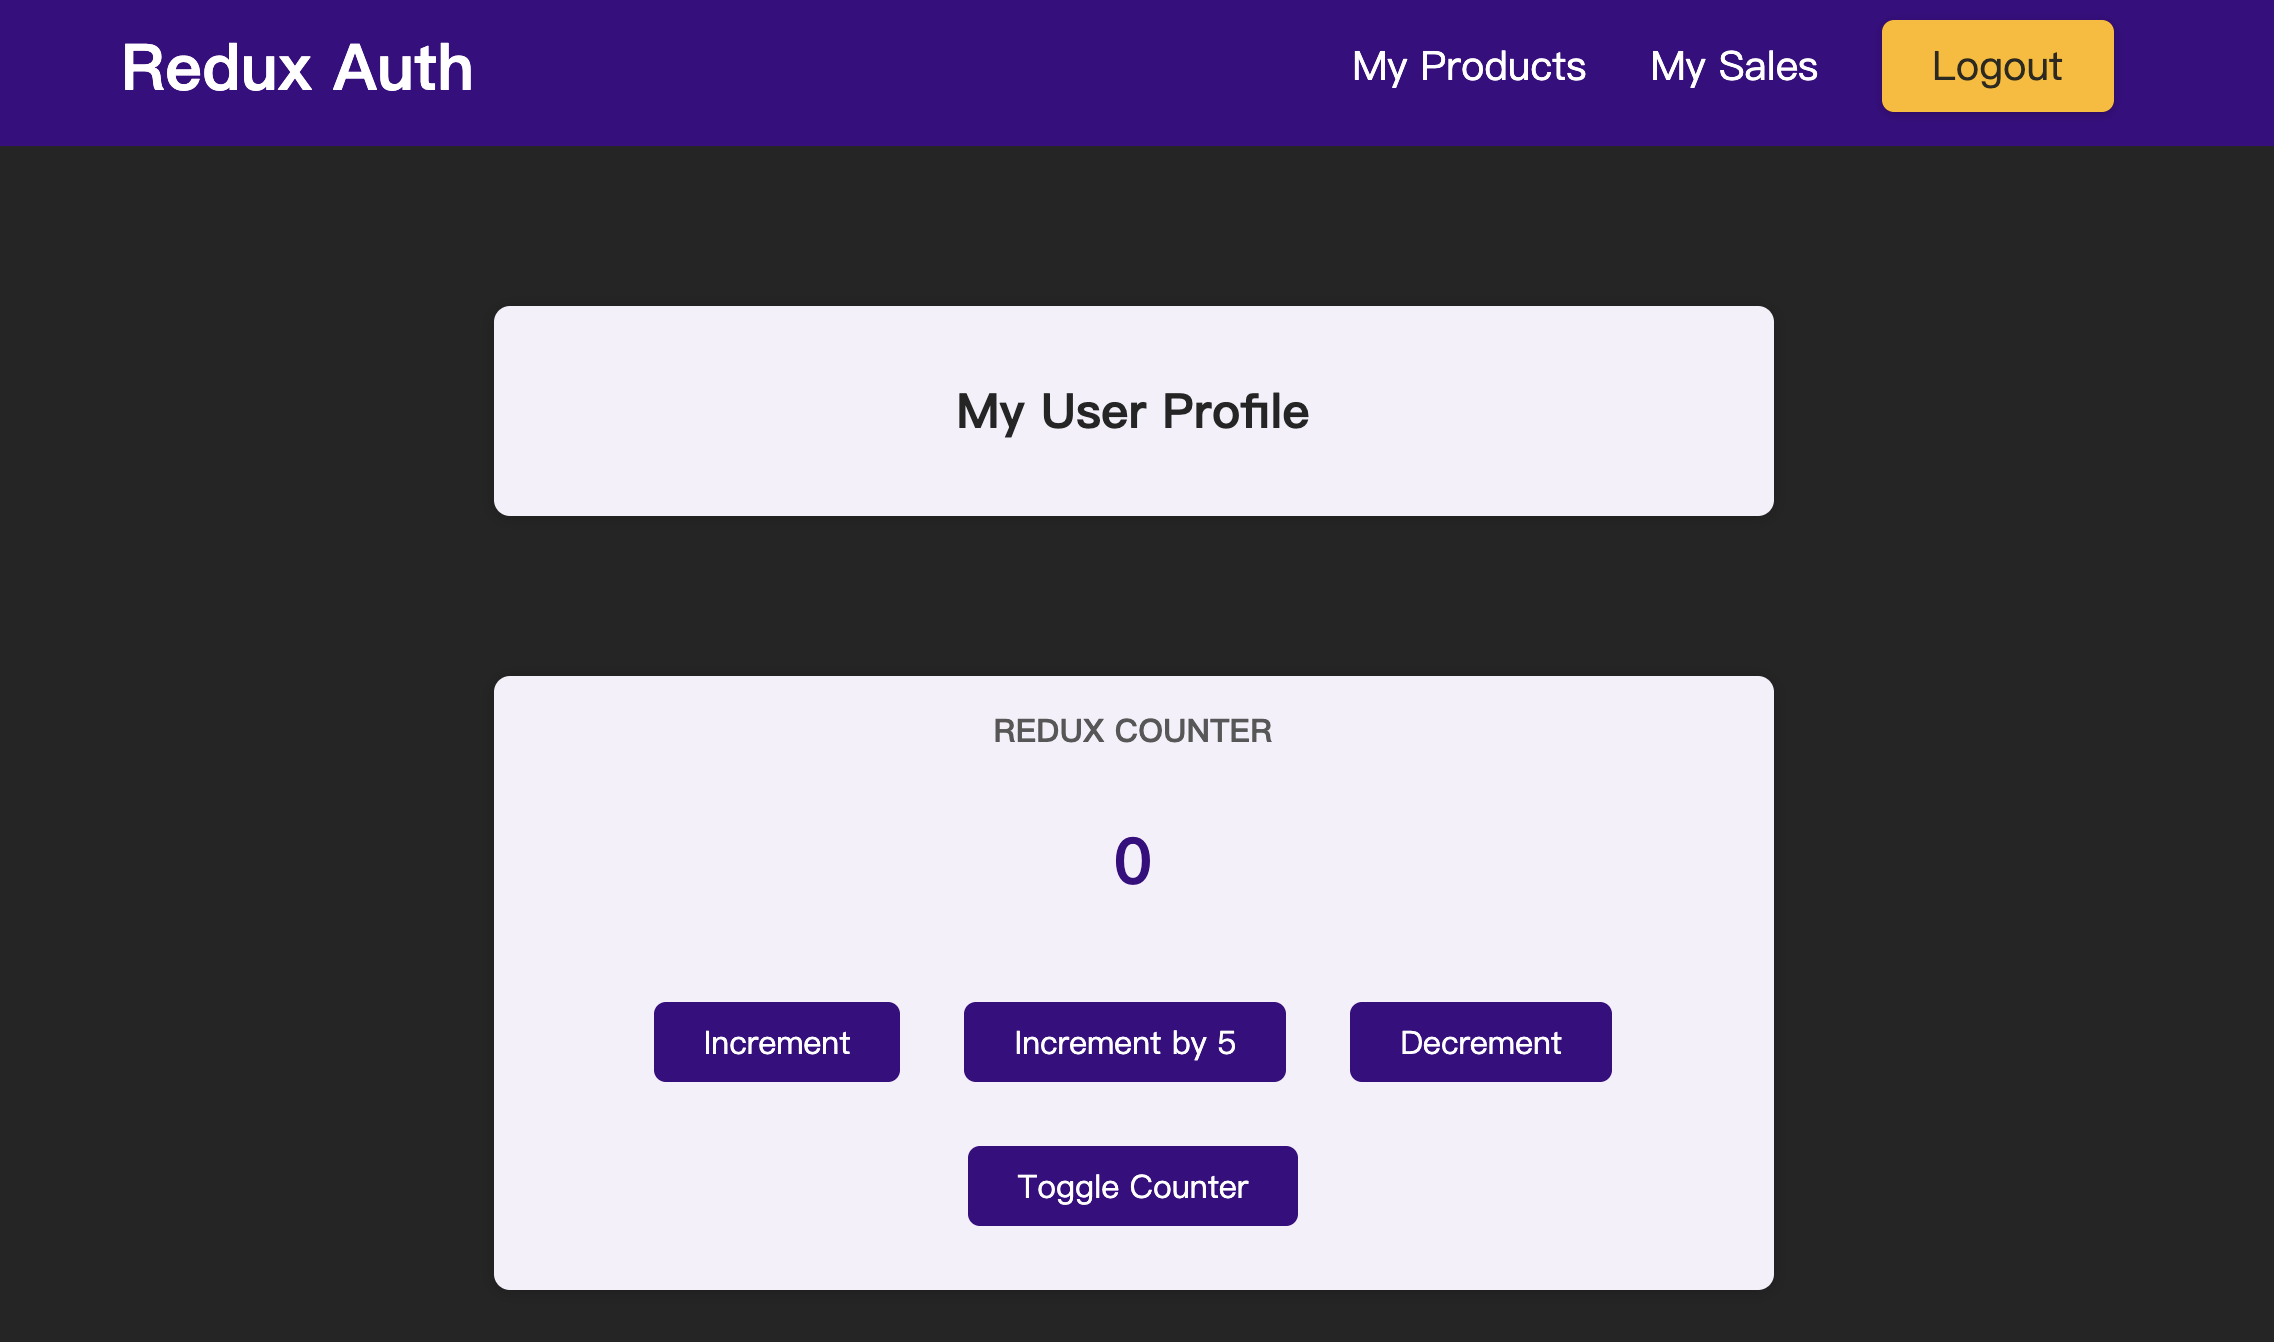 Redux Auth
My Products
My Sales
Logout
My User Profile
REDUX COUNTER
0
Increment
Increment by 5
Decrement
Toggle Counter